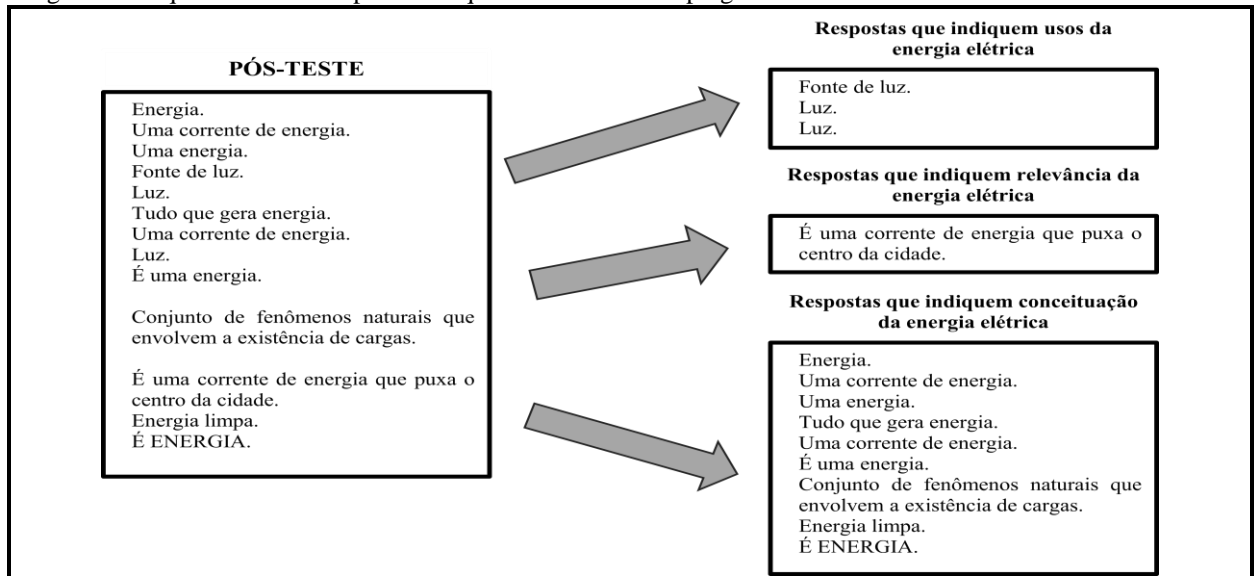 PÓS-TESTE
Energia.
Uma corrente de energia.
Uma energia.
Fonte de luz.
Luz.
Tudo que gera energia.
Uma corrente de energia.
Luz.
É uma energia.
Conjunto de fenômenos naturais que
envolvem a existência de cargas.
É uma corrente de energia que puxa o
centro da cidade.
Energia limpa.
É ENERGIA.
Respostas que indiquem usos da
energia elétrica
Fonte de luz.
Luz.
Luz.
Respostas que indiquem relevância da
energia elétrica
É uma corrente de energia que puxa o
centro da cidade.
Respostas que indiquem conceituação
da energia elétrica
Energia.
Uma corrente de energia.
Uma energia.
Tudo que gera energia.
Uma corrente de energia.
É uma energia.
Conjunto de fenômenos naturais que
envolvem a existência de cargas.
Energia limpa.
É ENERGIA.